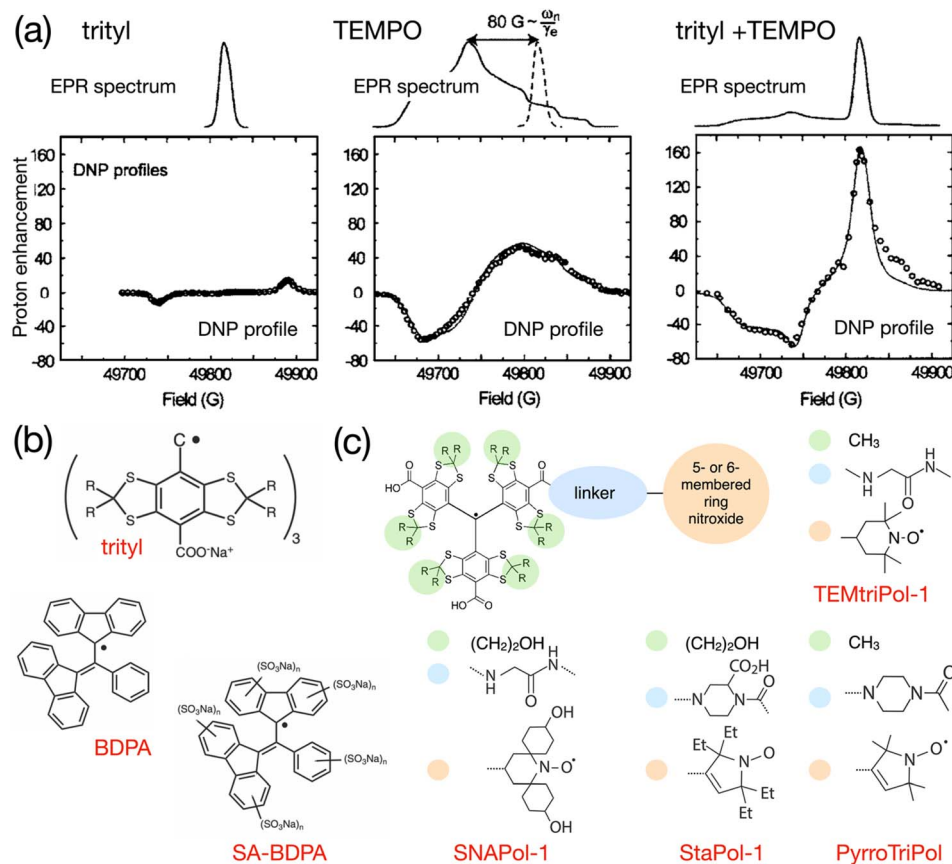 (a)
trityl
TEMPO
trityl +TEMPO
80 G ~ ωn/γe
EPR spectrum
EPR spectrum
EPR spectrum
Proton enhancement
160
120
80
40
0
-40
-80
DNP profiles
DNP profile
49700
49800
49900
Field (G)
160
120
80
40
0
-40
-80
DNP profile
49700
49800
49900
Field (G)
160
120
80
40
0
-40
-80
DNP profile
49700
49800
49900
Field (G)
(b)
C •
R
R
S
S
S
S
R
R
3
COO-Na+
trityl
BDPA
(SO3Na)n
(SO3Na)n
(SO3Na)n
(SO3Na)n
(SO3Na)n
SA-BDPA
(c)
R R
R R
S S
S S
HO
O
O
S S
S S
R
R
R
R
S S
S S
R R
R R
HO
O
linker
5- or 6-
membered
ring
nitroxide
CH3
N
H
O
H
N
N-O•
TEMtriPol-1
(CH2)2OH
N
H
O
H
N
OH
N-O•
OH
SNAPol-1
(CH2)2OH
CO2H
N
N
O
Et
Et
N-O
Et
Et
StaPol-1
CH3
N
N
O
N-O•
PyrroTriPol